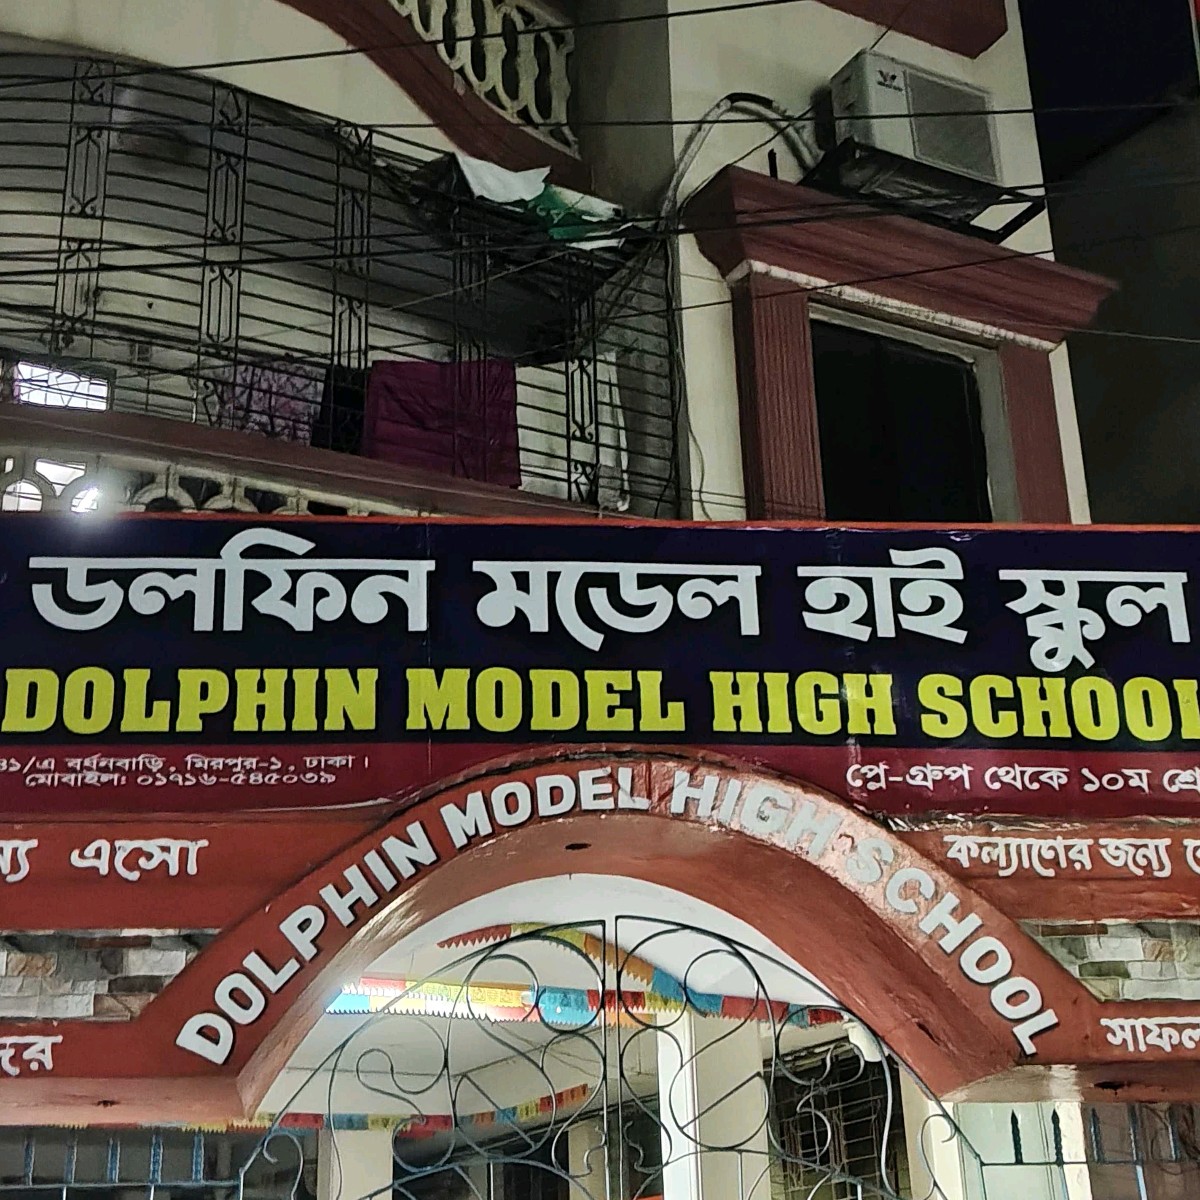 ডলফিন মডেল হাই স্কুল
DOLPHIN MODEL HIGH SCHOOL
৪১/এ বর্ধনবাড়ি, মিরপুর-১, ঢাকা।
মোবাইল: ০১৭১৬-৫৪৫০৩৯
প্লে-গ্রুপ থেকে ১০ম
DOLPHIN MODEL HIGH SCHOOL
এসো
কল্যাণের জন্য